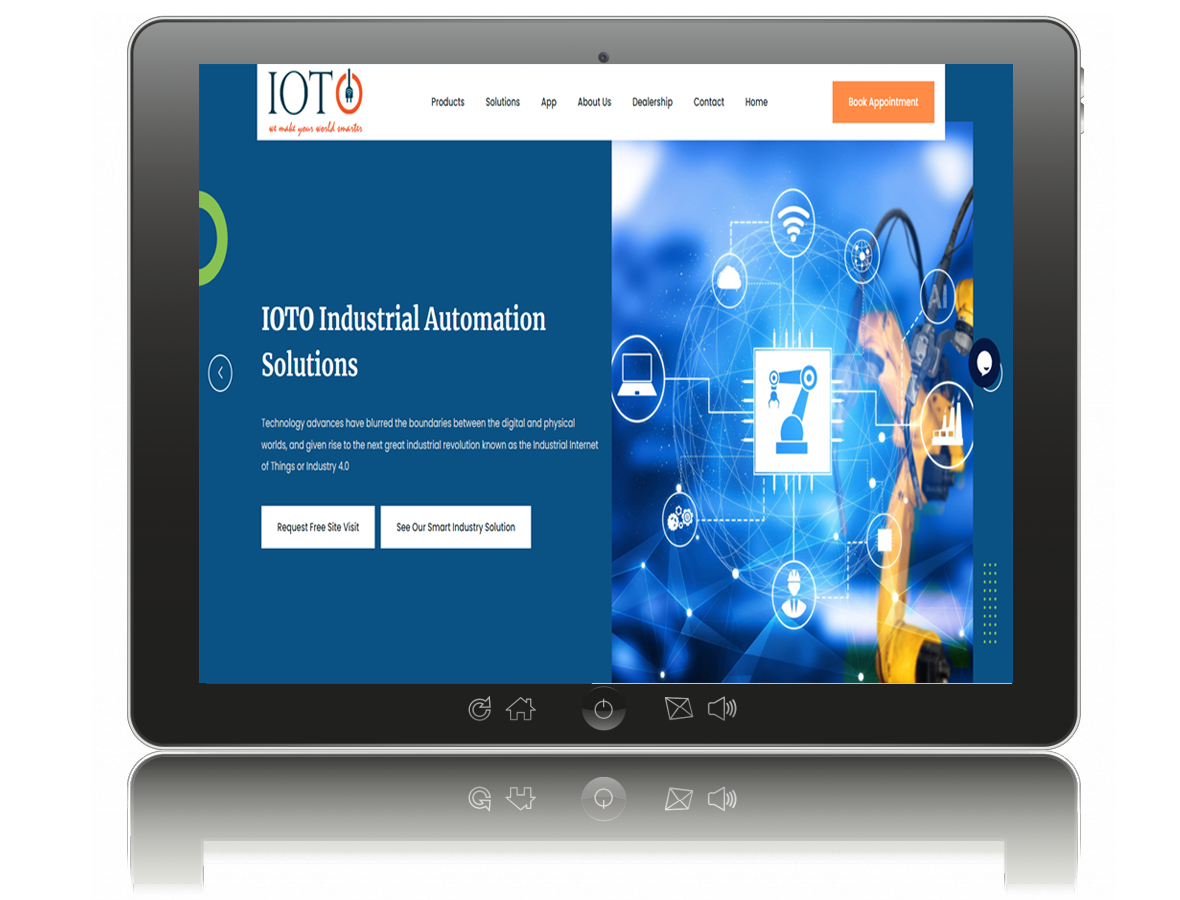 IOTO
we make your world smarter
Products Solutions App About Us Dealership Contact Home
Book Appointment
IOTO Industrial Automation
Solutions
Technology advances have blurred the boundaries between the digital and physical
worlds, and given rise to the next great industrial revolution known as the Industrial Internet
of Things or Industry 4.0
Request Free Site Visit
See Our Smart Industry Solution
AI